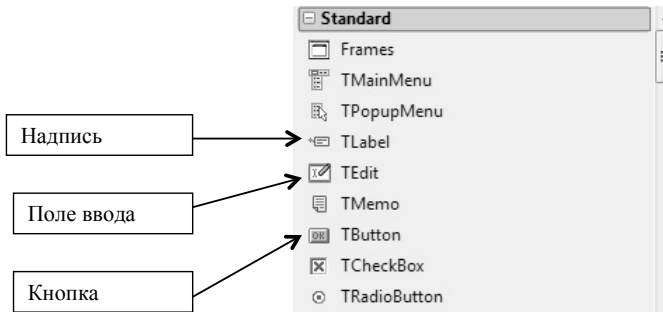 Standard
Frames
TMainMenu
TPopupMenu
Надпись
TLabel
TEdit
Поле ввода
TMemo
TButton
TCheckBox
Кнопка
TRadioButton